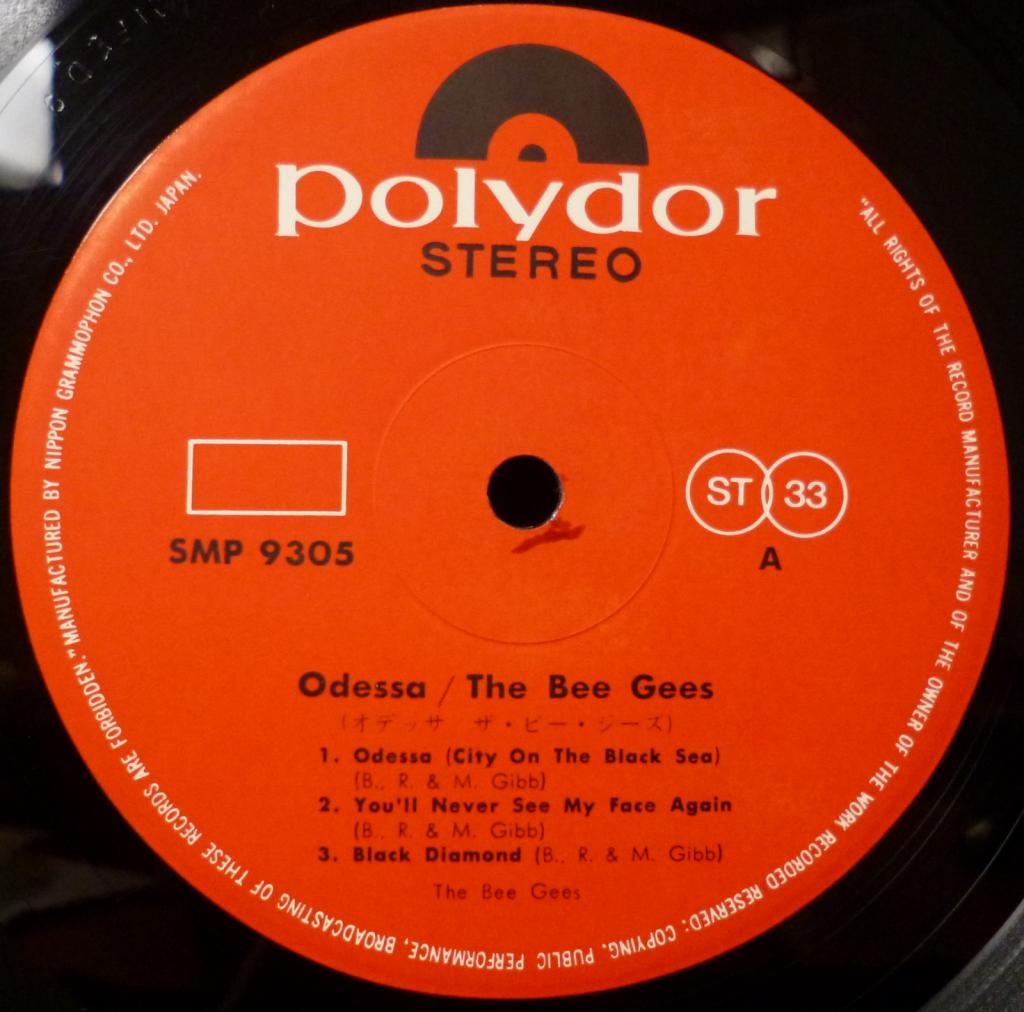 polydor
STEREO
"ALL RIGHTS OF THE RECORD MANUFACTURER AND OF THE OWNER OF THE WORK RECORDED RESERVED: COPYING. PUBLIC PERFORMANCE, BROADCASTING OF THESE RECORDS ARE FORBIDDEN." MANUFACTURED BY NIPPON GRAMMOPHON CO., LTD. JAPAN.
SMP 9305
ST 33
A
Odessa / The Bee Gees
(オデッサ/ザ・ビー・ジーズ)
1. Odessa (City On The Black Sea)
(B., R. & M. Gibb)
2. You'll Never See My Face Again
(B., R. & M. Gibb)
3. Black Diamond (B., R. & M. Gibb)
The Bee Gees